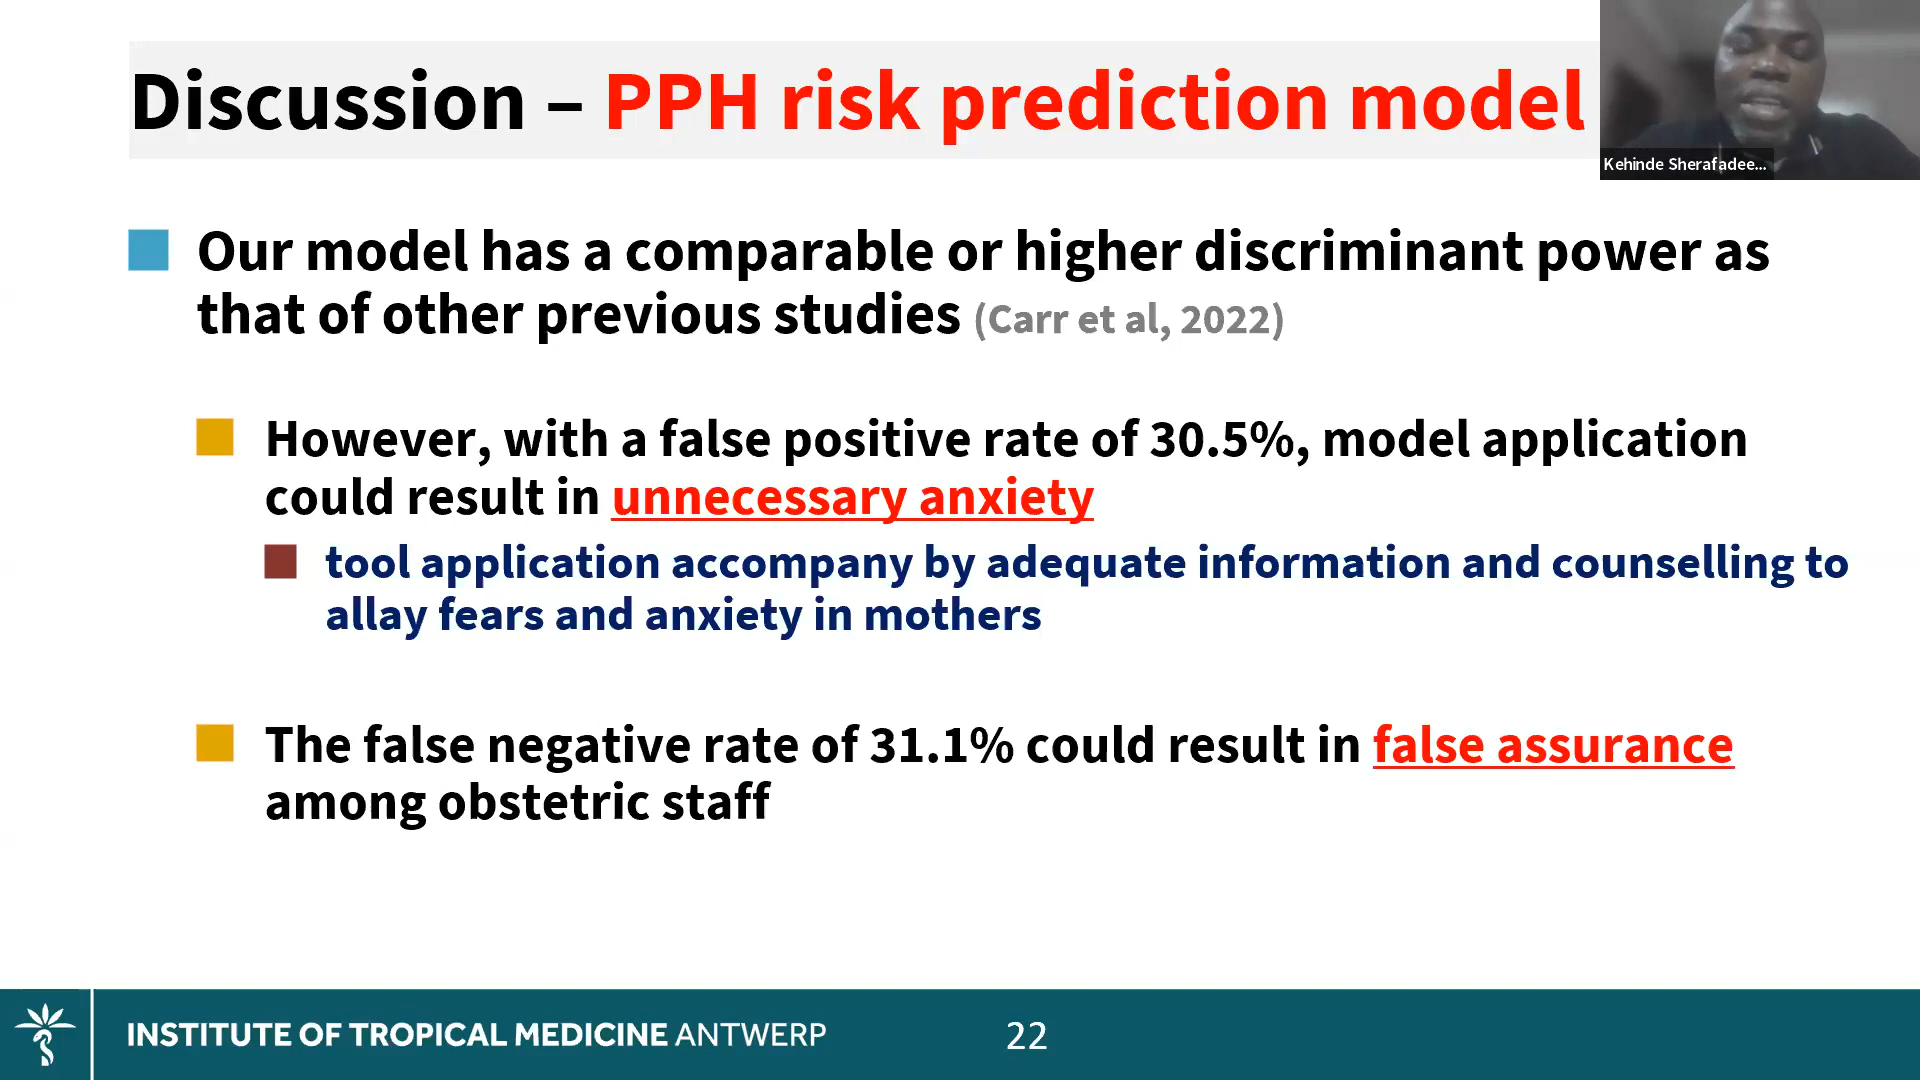 Discussion – PPH risk prediction model
Kehinde Sherafadee...
Our model has a comparable or higher discriminant power as
that of other previous studies (Carr et al, 2022)
However, with a false positive rate of 30.5%, model application
could result in unnecessary anxiety
tool application accompany by adequate information and counselling to
allay fears and anxiety in mothers
The false negative rate of 31.1% could result in false assurance
among obstetric staff
INSTITUTE OF TROPICAL MEDICINE ANTWERP
22